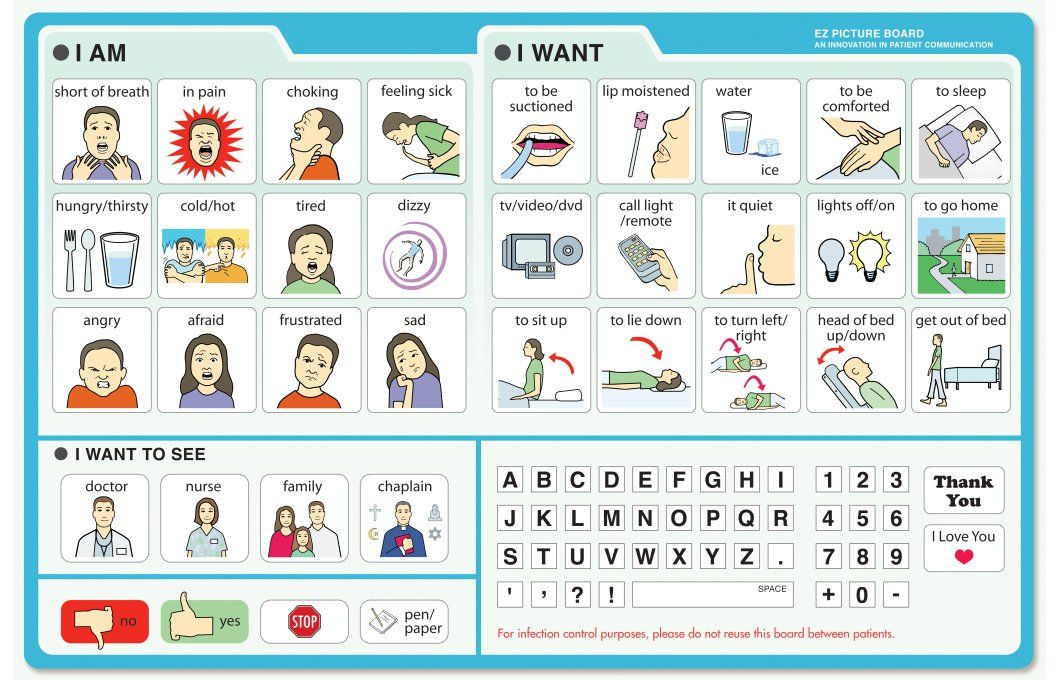 I AM
short of breath
in pain
choking
feeling sick
hungry/thirsty
cold/hot
tired
dizzy
angry
afraid
frustrated
sad
I WANT
EZ PICTURE BOARD
AN INNOVATION IN PATIENT COMMUNICATION
to be
suctioned
lip moistened
water
ice
to be
comforted
to sleep
tv/video/dvd
call light
/remote
it quiet
lights off/on
to go home
to sit up
to lie down
to turn left/
right
head of bed
up/down
get out of bed
I WANT TO SEE
doctor
nurse
family
chaplain
no
yes
STOP
pen/
paper
A B C D E F G H I
J K L M N O P Q R
S T U V W X Y Z .
' , ? ! SPACE
1 2 3
4 5 6
7 8 9
+ 0 -
Thank
You
I Love You
For infection control purposes, please do not reuse this board between patients.